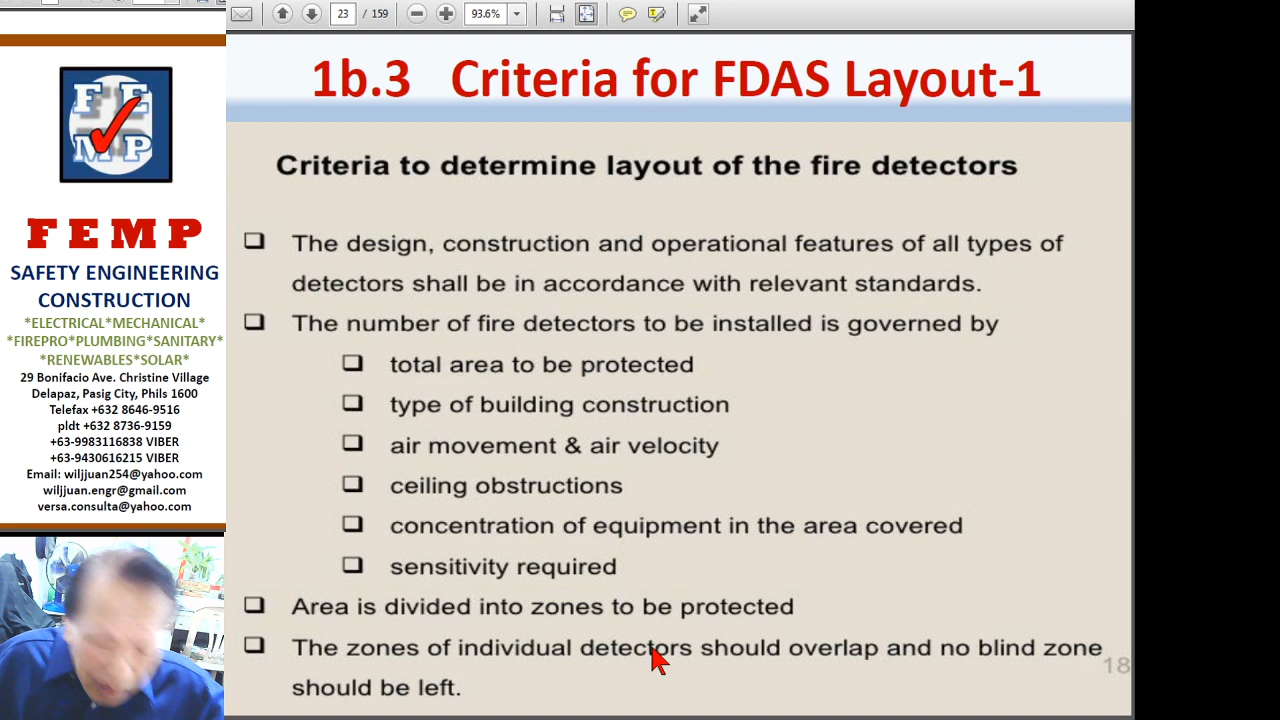 23 / 159
93.6%
1b.3 Criteria for FDAS Layout-1
F E
M P
F E M P
SAFETY ENGINEERING
CONSTRUCTION
*ELECTRICAL*MECHANICAL*
*FIREPRO*PLUMBING*SANITARY*
*RENEWABLES*SOLAR*
29 Bonifacio Ave. Christine Village
Delapaz, Pasig City, Phils 1600
Telefax +632 8646-9516
pldt +632 8736-9159
+63-9983116838 VIBER
+63-9430616215 VIBER
Email: wiljjuan254@yahoo.com
wiljjuan.engr@gmail.com
versa.consulta@yahoo.com
Criteria to determine layout of the fire detectors
The design, construction and operational features of all types of
detectors shall be in accordance with relevant standards.
The number of fire detectors to be installed is governed by
total area to be protected
type of building construction
air movement & air velocity
ceiling obstructions
concentration of equipment in the area covered
sensitivity required
Area is divided into zones to be protected
The zones of individual detectors should overlap and no blind zone
should be left.
18